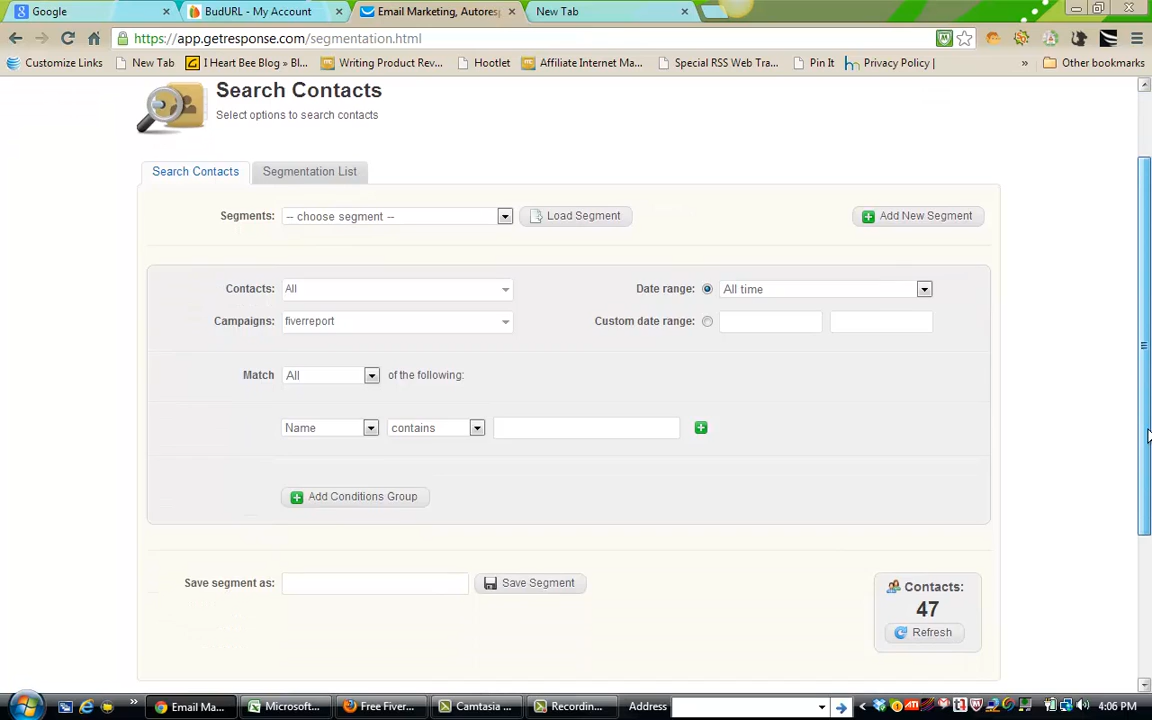 Google
BudURL - My Account
Email Marketing, Autoresp
New Tab
https://app.getresponse.com/segmentation.html
Customize Links
New Tab
I Heart Bee Blog » Bl...
Writing Product Rev...
Hootlet
Affiliate Internet Ma...
Special RSS Web Tra...
Pin It
Privacy Policy |
»
Other bookmarks
Search Contacts
Select options to search contacts
Search Contacts
Segmentation List
Segments:
-- choose segment --
Load Segment
Add New Segment
Contacts:
All
Date range:
All time
Campaigns:
fiverreport
Custom date range:
Match
All
of the following:
Name
contains
Add Conditions Group
Save segment as:
Save Segment
Contacts:
47
Refresh
Email Ma...
Microsoft...
Free Fiver...
Camtasia ...
Recordin...
Address
4:06 PM